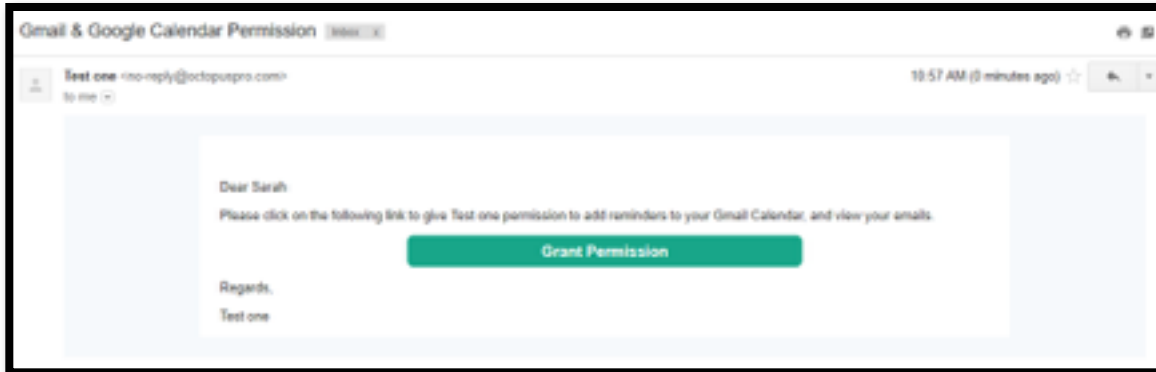 Gmail & Google Calendar Permission Inbox x
Test one <no-reply@octopuspro.com> 10:57 AM (0 minutes ago)
to me
Dear Sarah
Please click on the following link to give Test one permission to add reminders to your Gmail Calendar, and view your emails.
Grant Permission
Regards,
Test one